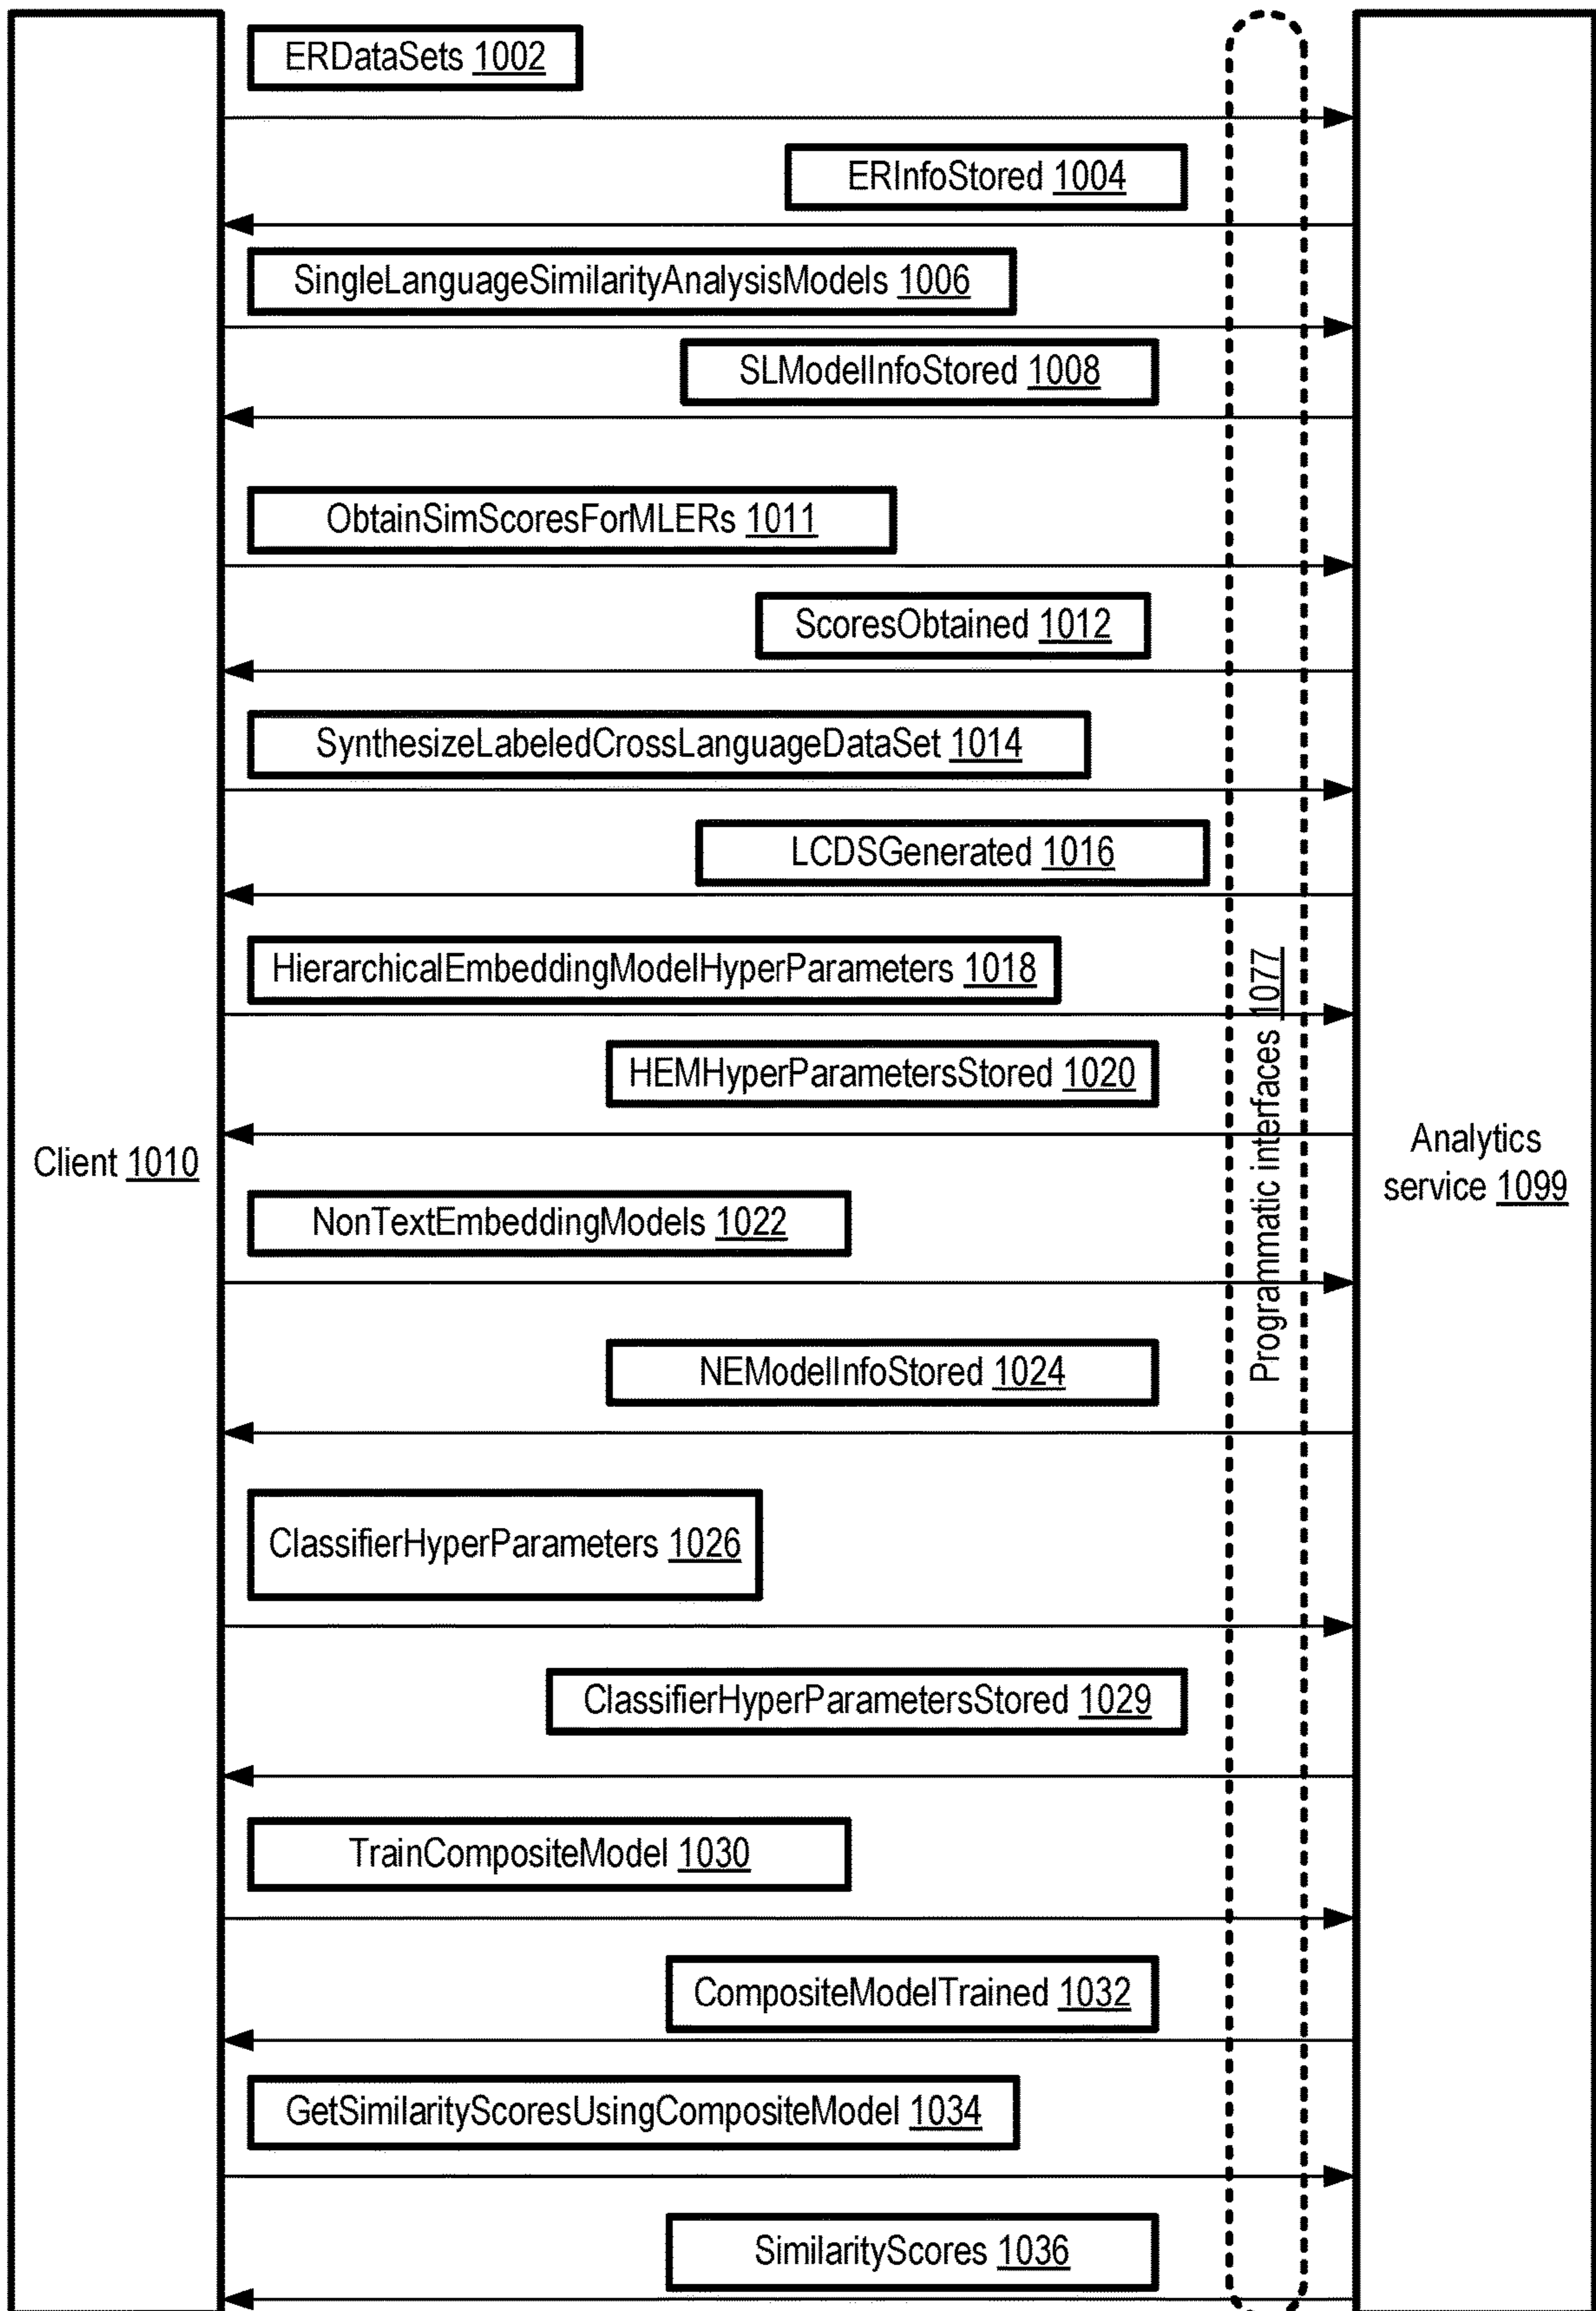 ERDataSets 1002
ERInfoStored 1004
SingleLanguageSimilarityAnalysisModels 1006
SLModelInfoStored 1008
ObtainSimScoresForMLERs 1011
ScoresObtained 1012
SynthesizeLabeledCrossLanguageDataSet 1014
LCDSGenerated 1016
HierarchicalEmbeddingModelHyperParameters 1018
HEMHyperParametersStored 1020
Client 1010
Programmatic interfaces 1077
Analytics
service 1099
NonTextEmbeddingModels 1022
NEModelInfoStored 1024
ClassifierHyperParameters 1026
ClassifierHyperParametersStored 1029
TrainCompositeModel 1030
CompositeModelTrained 1032
GetSimilarityScoresUsingCompositeModel 1034
SimilarityScores 1036